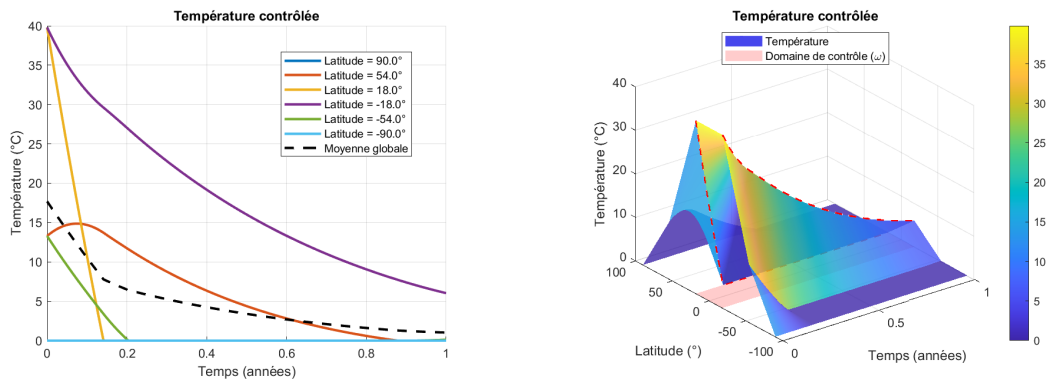 Température contrôlée
40
35
30
25
20
15
10
5
0
Température (°C)
Latitude = 90.0°
Latitude = 54.0°
Latitude = 18.0°
Latitude = -18.0°
Latitude = -54.0°
Latitude = -90.0°
Moyenne globale
0
0.2
0.4
0.6
0.8
1
Temps (années)
Température contrôlée
Température
Domaine de contrôle (ω)
40
30
20
10
0
Température (°C)
100
50
0
-50
-100
Latitude (°)
0
0.5
1
Temps (années)
35
30
25
20
15
10
5
0